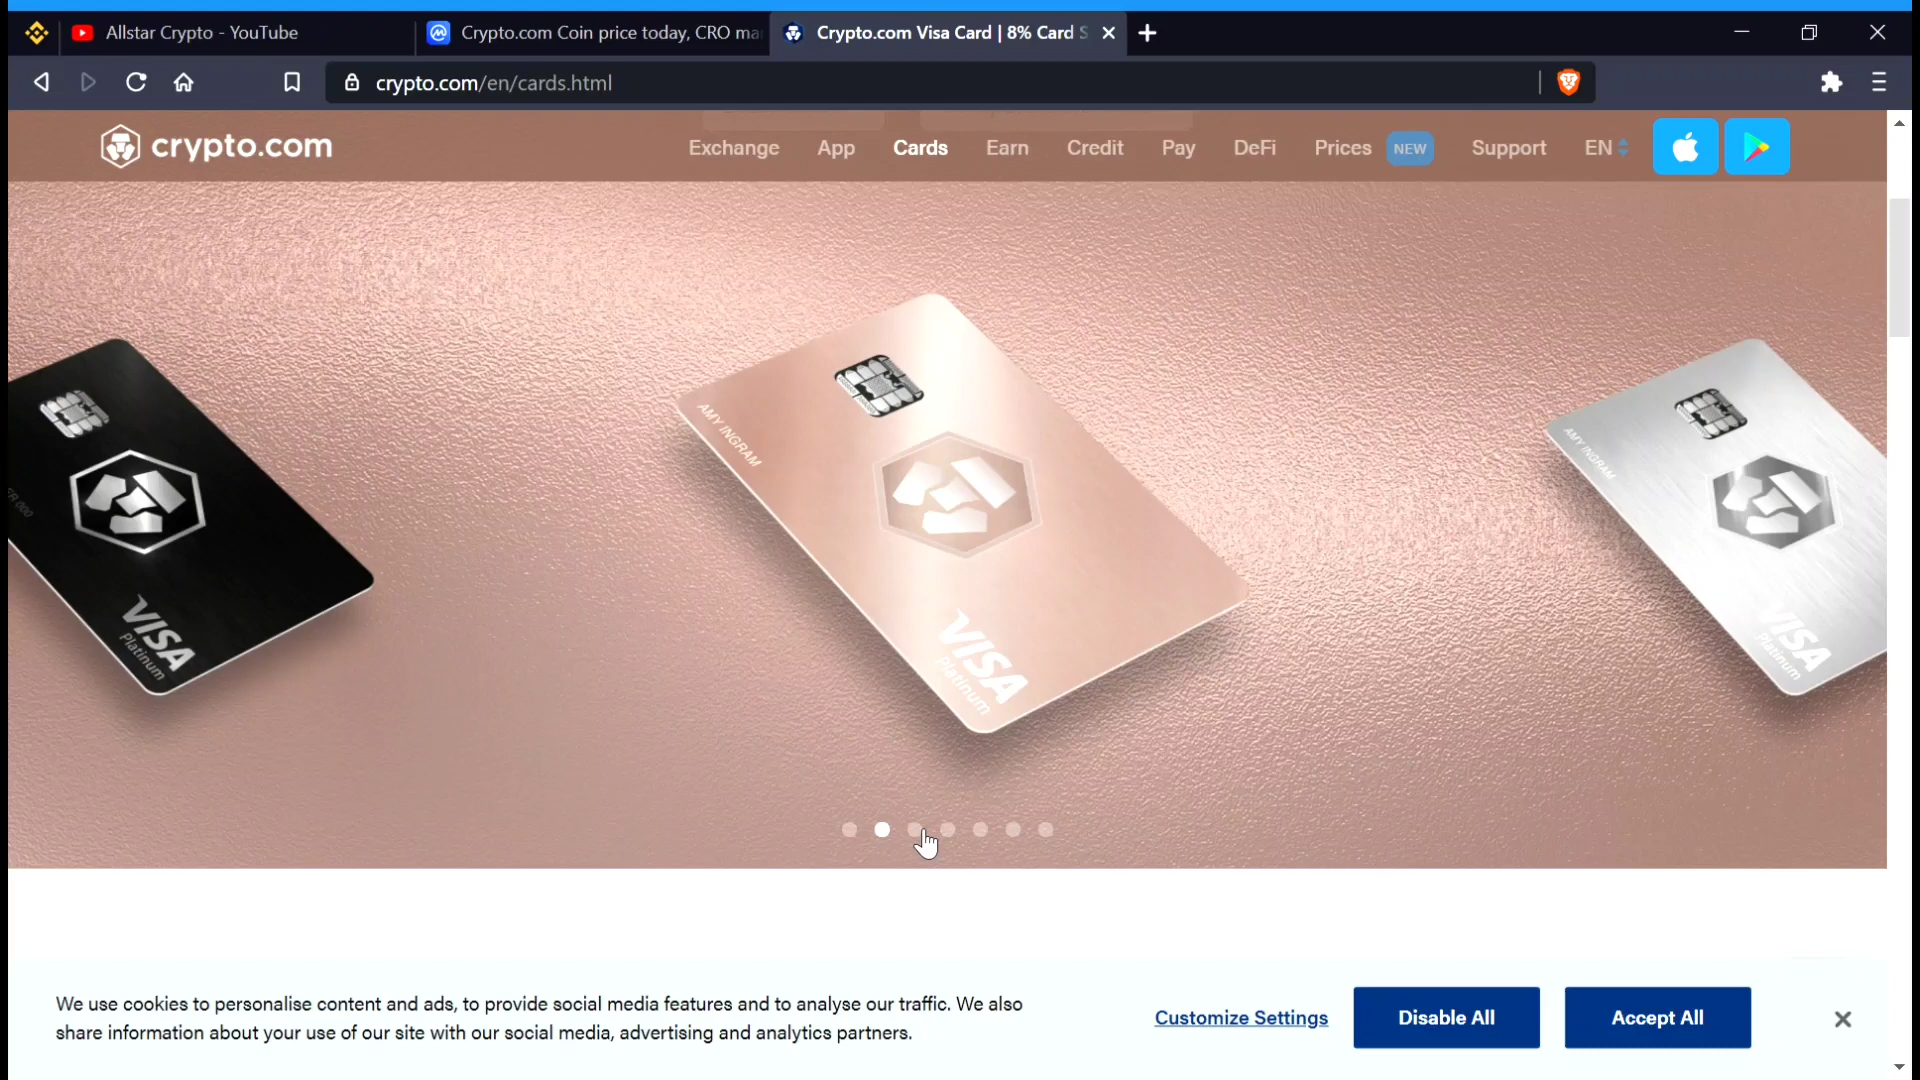 Allstar Crypto - YouTube
Crypto.com Coin price today, CRO ma
Crypto.com Visa Card | 8% Card S
crypto.com/en/cards.html
crypto.com
Exchange
App
Cards
Earn
Credit
Pay
DeFi
Prices
NEW
Support
EN
AMY INGRAM
VISA
Platinum
AMY INGRAM
VISA
Platinum
VISA
Platinum
We use cookies to personalise content and ads, to provide social media features and to analyse our traffic. We also
share information about your use of our site with our social media, advertising and analytics partners.
Customize Settings
Disable All
Accept All